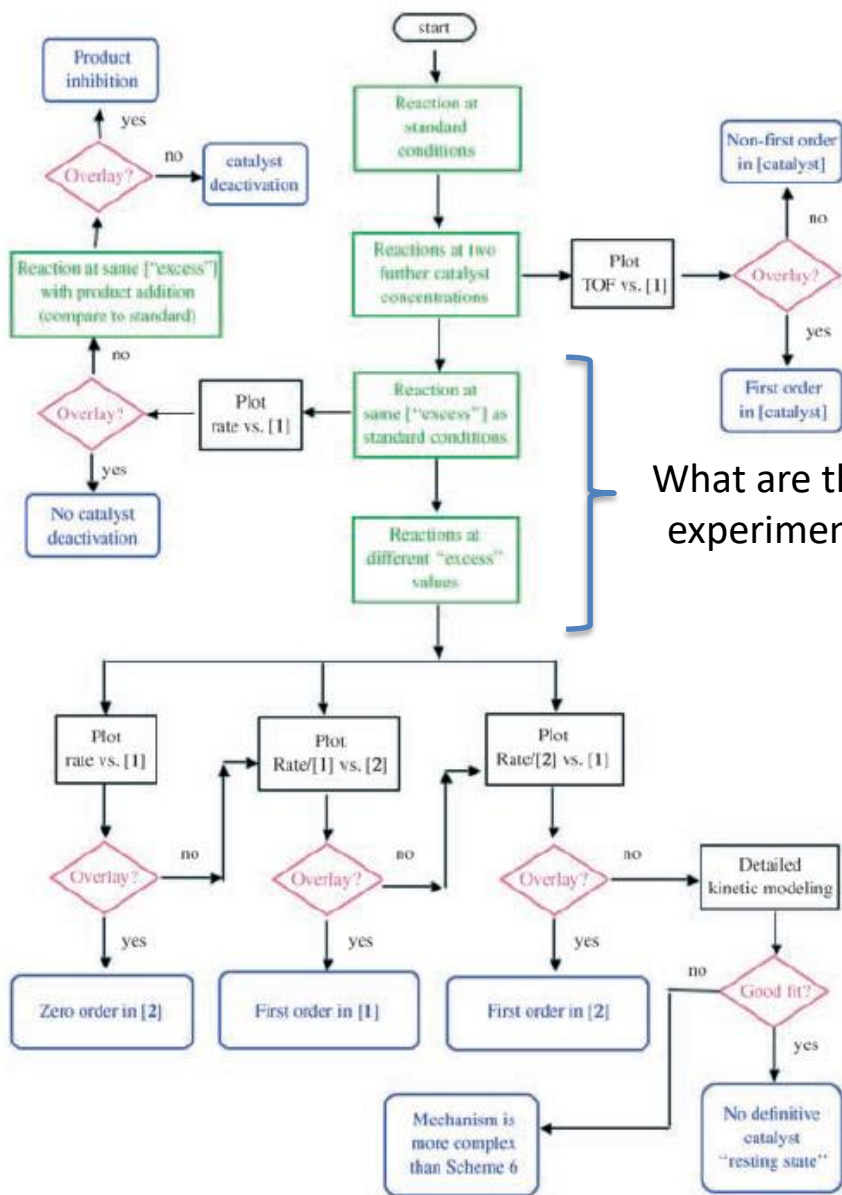 start
Product
inhibition
yes
Overlay?
no
catalyst
deactivation
Reaction at
standard
conditions
Non-first order
in [catalyst]
no
Reaction at same ["excess"]
with product addition
(compare to standard)
Reactions at two
further catalyst
concentrations
Plot
TOF vs. [1]
Overlay?
yes
First order
in [catalyst]
no
Overlay?
Plot
rate vs. [1]
Reaction at
same ["excess"] as
standard conditions
yes
No catalyst
deactivation
Reactions at
different "excess"
values
What are
experimen
Plot
rate vs. [1]
Plot
Rate/[1] vs. [2]
Plot
Rate/[2] vs. [1]
Overlay?
no
Overlay?
no
Overlay?
no
Detailed
kinetic modeling
yes
yes
yes
no
Good fit?
Zero order in [2]
First order in [1]
First order in [2]
yes
Mechanism is
more complex
than Scheme 6
No definitive
catalyst
"resting state"